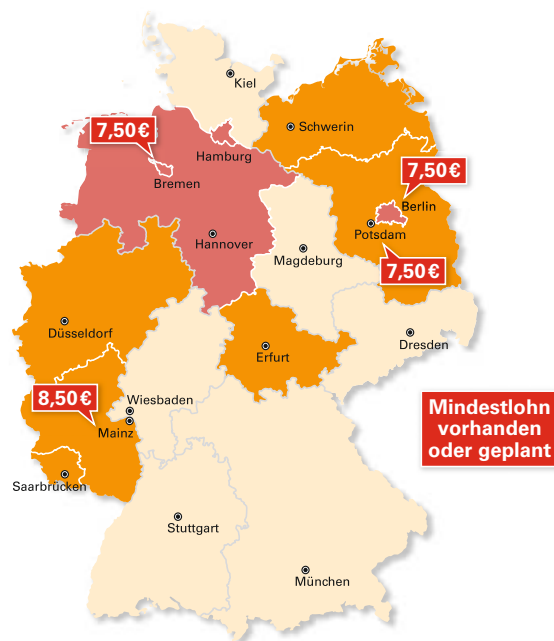 Kiel
Schwerin
7,50 €
Hamburg
Bremen
7,50 €
Berlin
Hannover
Potsdam
Magdeburg
7,50 €
Düsseldorf
Dresden
Erfurt
8,50 €
Wiesbaden
Mainz
Mindestlohn
vorhanden
oder geplant
Saarbrücken
Stuttgart
München